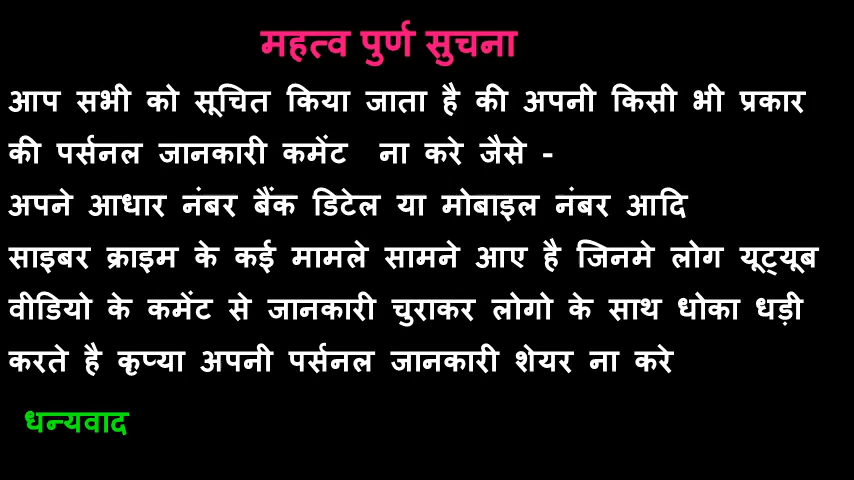 महत्व पुर्ण सुचना
आप सभी को सूचित किया जाता है की अपनी किसी भी प्रकार
की पर्सनल जानकारी कमेंट ना करे जैसे -
अपने आधार नंबर बैंक डिटेल या मोबाइल नंबर आदि
साइबर क्राइम के कई मामले सामने आए है जिनमे लोग यूट्यूब
वीडियो के कमेंट से जानकारी चुराकर लोगो के साथ धोका धड़ी
करते है कृप्या अपनी पर्सनल जानकारी शेयर ना करे
धन्यवाद